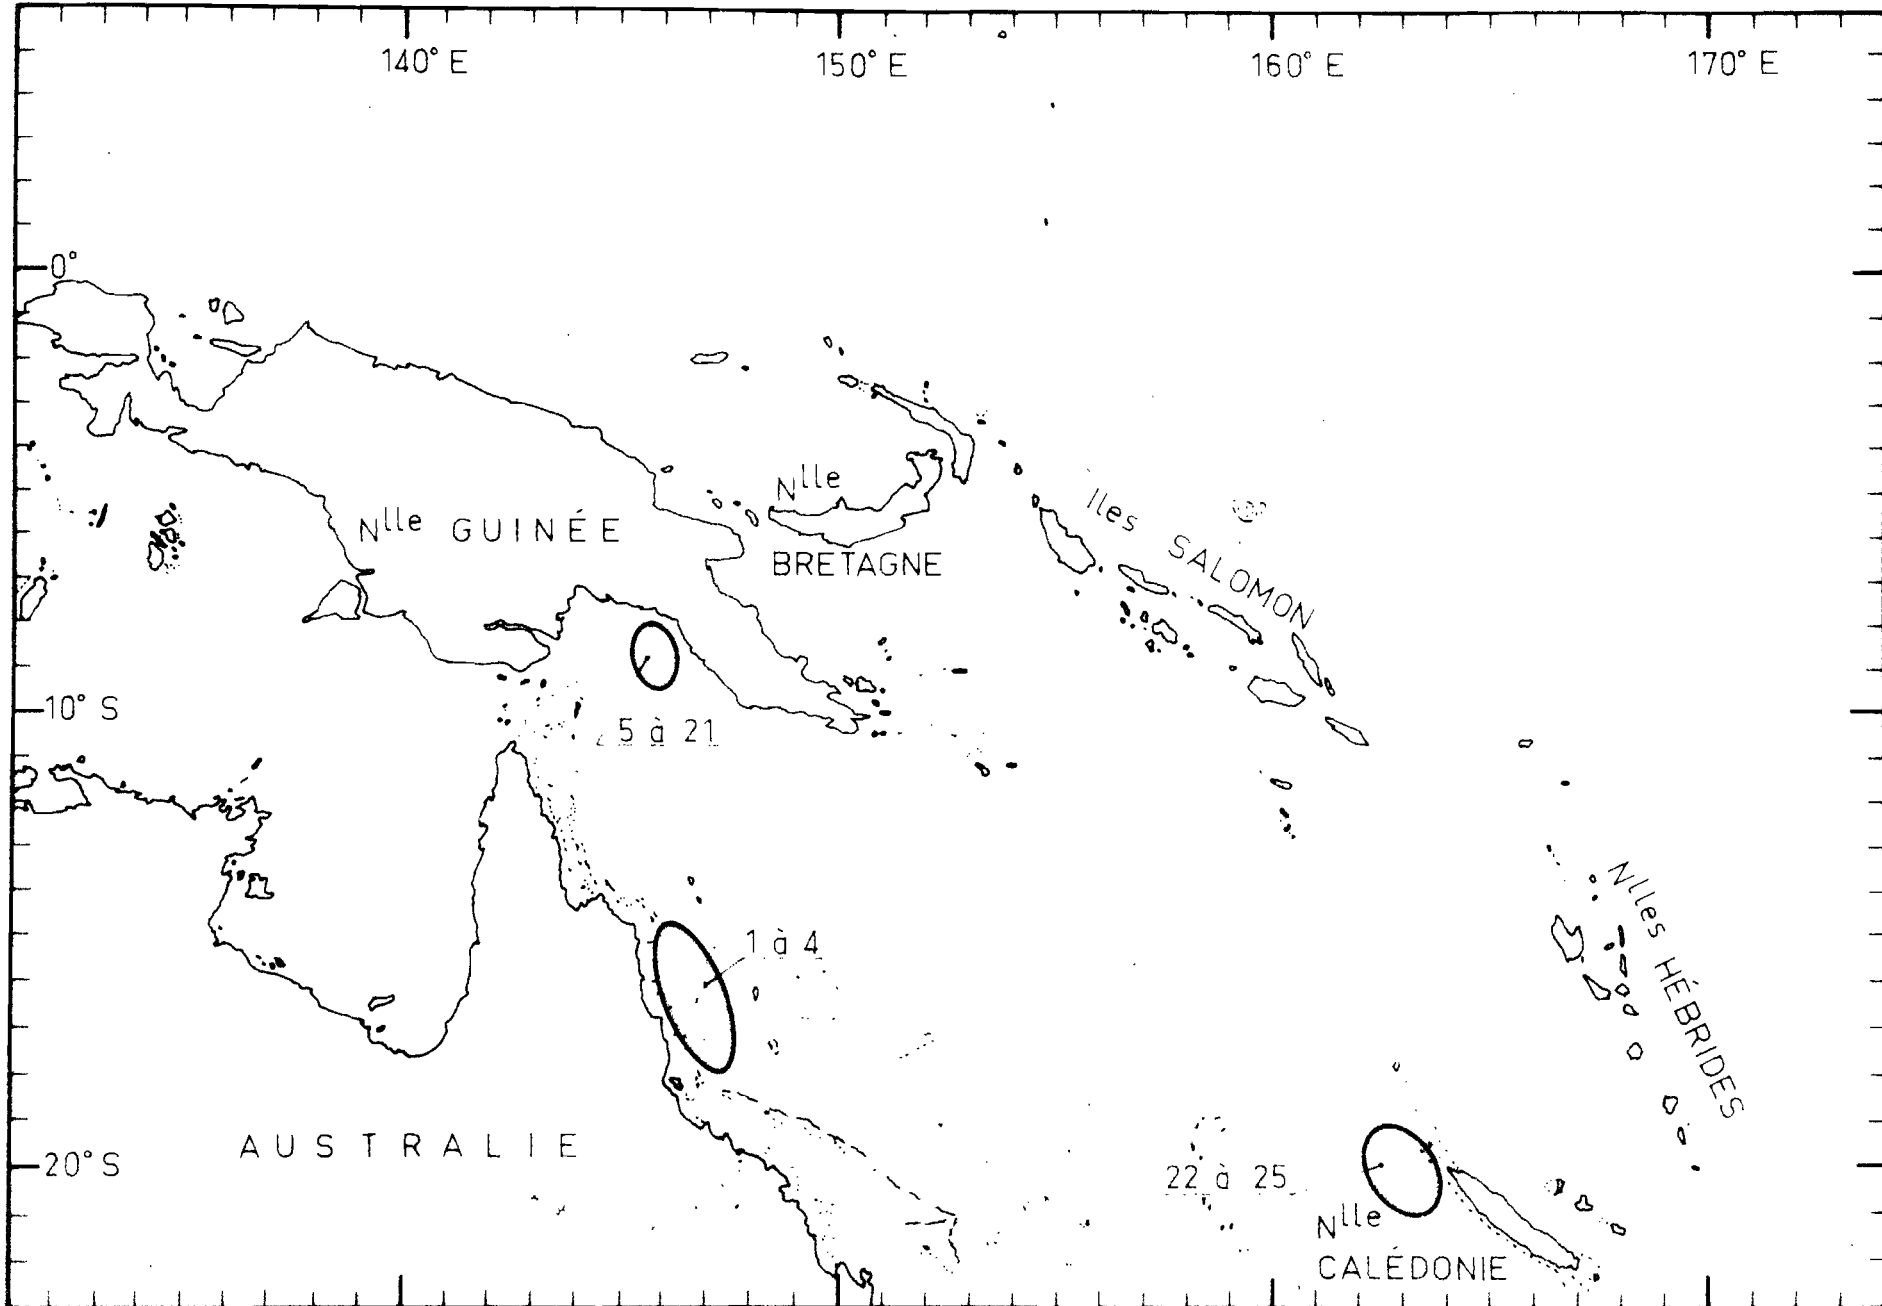 140° E 150° E 160° E 170° E
0°
Nlle GUINÉE
Nlle
BRETAGNE
Iles SALOMON
10° S
5 à 21
1 à 4
Nlles HÉBRIDES
AUSTRALIE
20° S
22 à 25
Nlle
CALÉDONIE